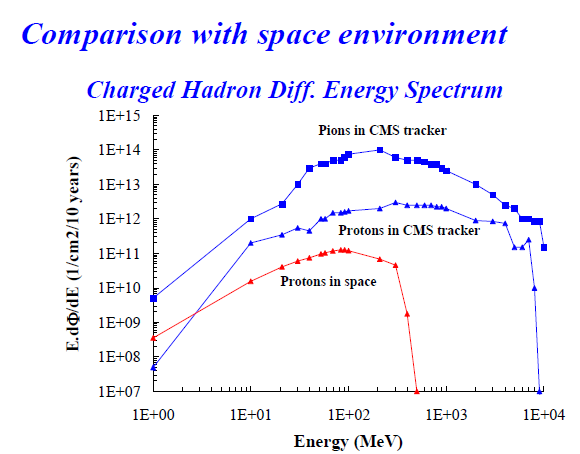 Comparison with space environment
Charged Hadron Diff. Energy Spectrum
1E+15
1E+14
1E+13
1E+12
1E+11
1E+10
1E+09
1E+08
1E+07
E.dΦ/dE (1/cm2/10 years)
Pions in CMS tracker
Protons in CMS tracker
Protons in space
1E+00 1E+01 1E+02 1E+03 1E+04
Energy (MeV)